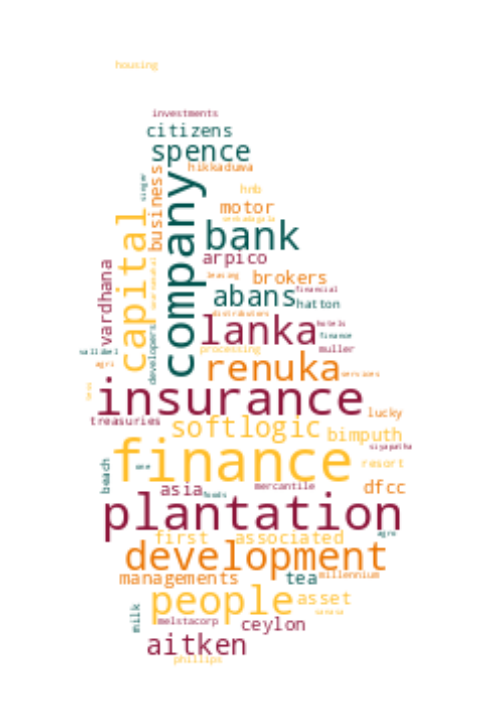 housing
investments
citizens
spence
hikkaduwa
singer
business
hnb
motor
company
capital
bank
arpico
vardhana
leasing
brokers
financial
abans
hatton
distributors
lanka
hotels
finance
developers
vallibel
processing
muller
agri
renuka
services
insurance
lucky
treasuries
softlogic
bimputh
siyapatha
finance
one
beach
resort
asia
foods
mercantile
dfcc
plantation
first
associated
agro
development
managements
tea
millennium
people
asset
milk
melstacorp
ceylon
aitken
phillips